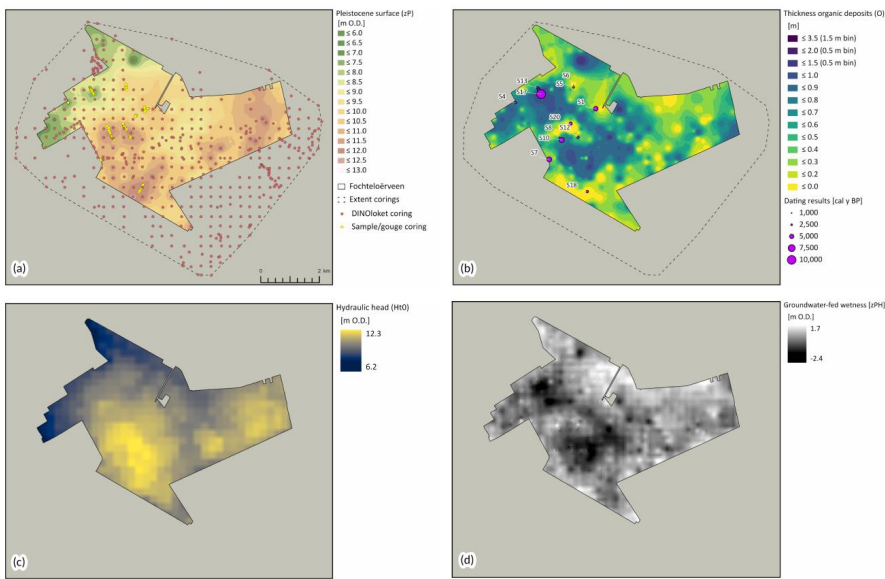 Pleistocene surface (zP)
[m O.D.]
≤ 6.0
≤ 6.5
≤ 7.0
≤ 7.5
≤ 8.0
≤ 8.5
≤ 9.0
≤ 9.5
≤ 10.0
≤ 10.5
≤ 11.0
≤ 11.5
≤ 12.0
≤ 12.5
≤ 13.0
Fochteloërveen
Extent corings
DINOloket coring
Sample/gouge coring
0 2 km
(a)
Thickness organic deposits (O)
[m]
≤ 3.5 (1.5 m bin)
≤ 2.0 (0.5 m bin)
≤ 1.5 (0.5 m bin)
≤ 1.0
≤ 0.9
≤ 0.8
≤ 0.7
≤ 0.6
≤ 0.5
≤ 0.4
≤ 0.3
≤ 0.2
≤ 0.0
Dating results [cal y BP]
1,000
2,500
5,000
7,500
10,000
S13
S17
S4
S6
S5
S1
S20
S8
S12
S10
S7
S18
(b)
Hydraulic head (Ht0)
[m O.D.]
12.3
6.2
(c)
Groundwater-fed wetness [zPH]
[m O.D.]
1.7
-2.4
(d)